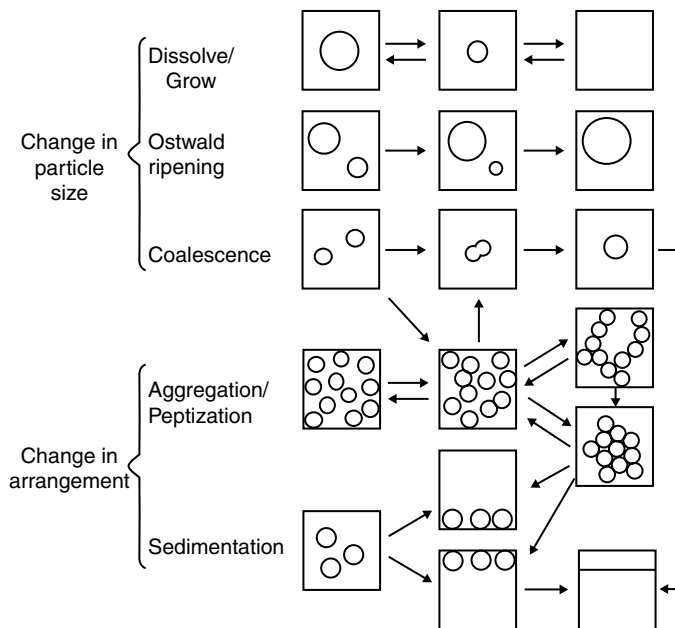 Dissolve/
Grow
Change in
particle
size
Ostwald
ripening
Coalescence
Aggregation/
Peptization
Change in
arrangement
Sedimentation